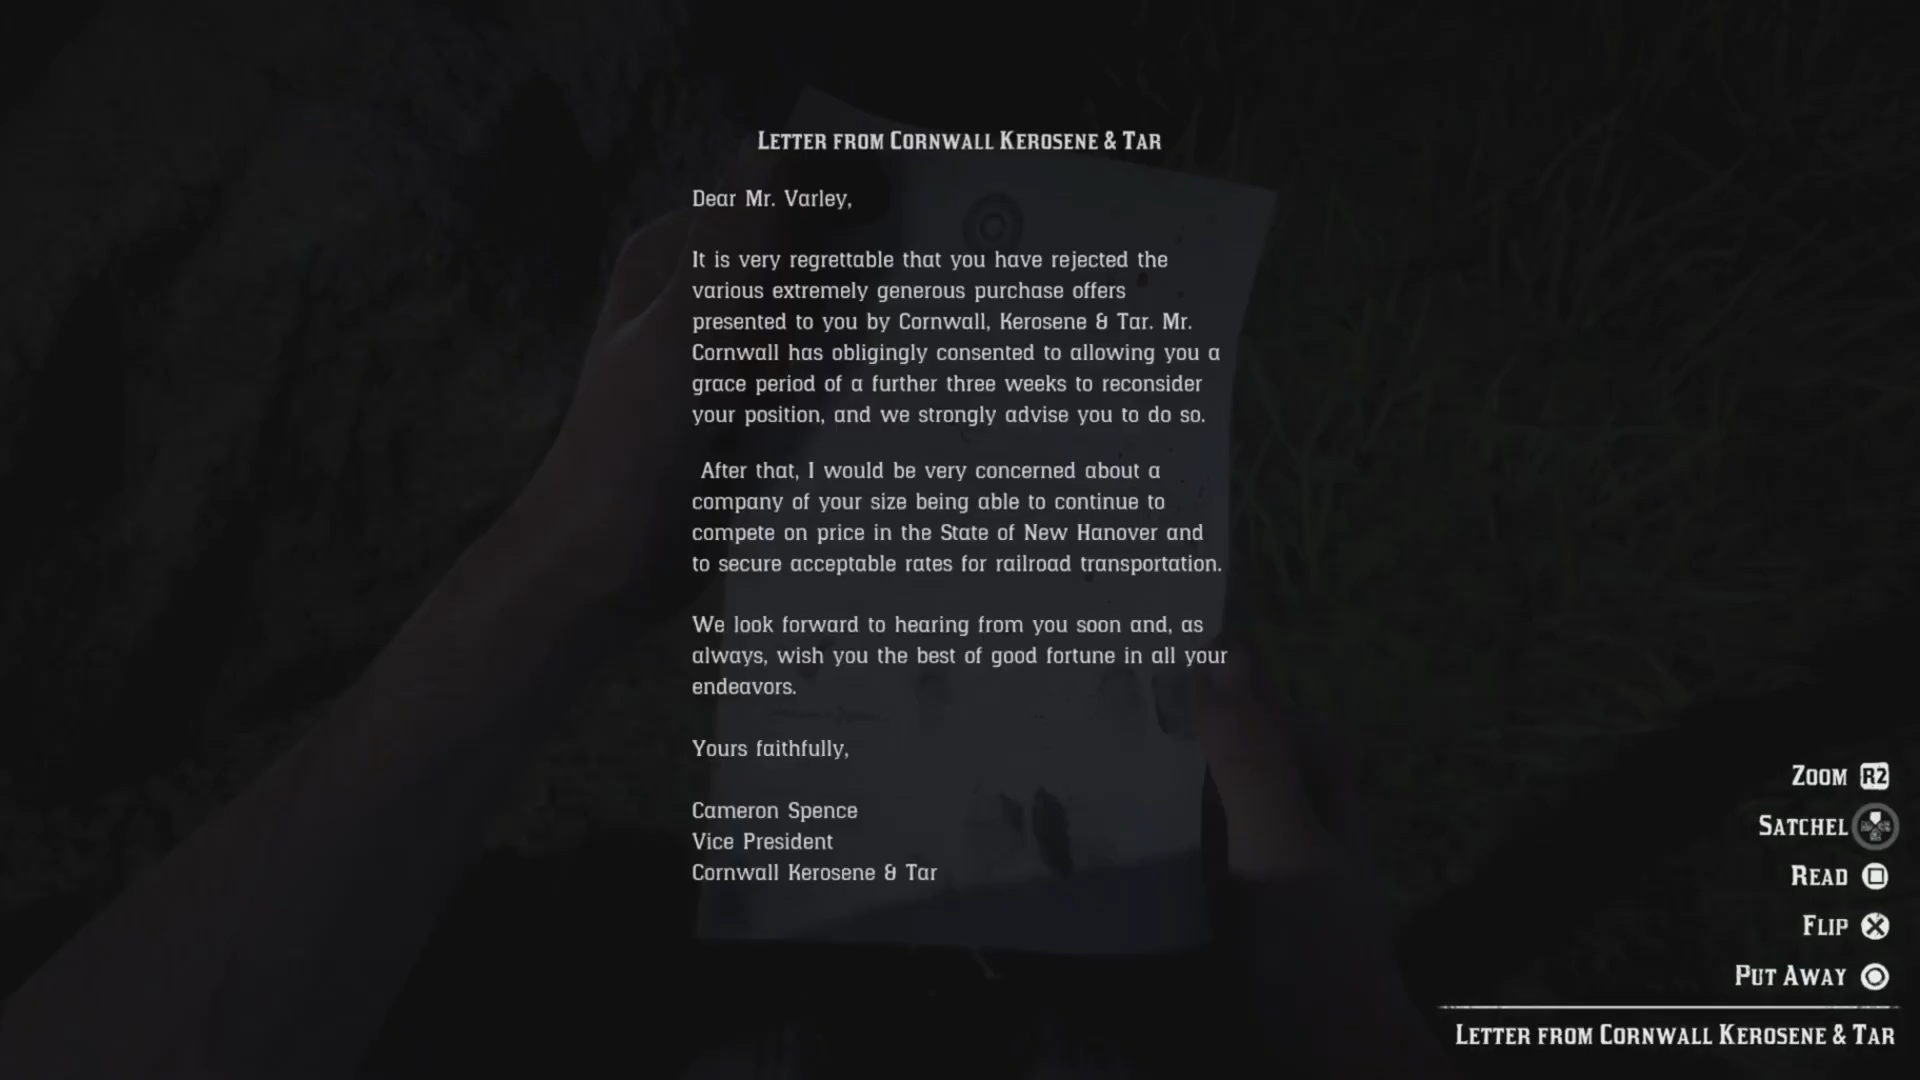 Letter from Cornwall Kerosene & Tar
Dear Mr. Varley,
It is very regrettable that you have rejected the
various extremely generous purchase offers
presented to you by Cornwall, Kerosene & Tar. Mr.
Cornwall has obligingly consented to allowing you a
grace period of a further three weeks to reconsider
your position, and we strongly advise you to do so.
After that, I would be very concerned about a
company of your size being able to continue to
compete on price in the State of New Hanover and
to secure acceptable rates for railroad transportation.
We look forward to hearing from you soon and, as
always, wish you the best of good fortune in all your
endeavors.
Yours faithfully,
Cameron Spence
Vice President
Cornwall Kerosene & Tar
Zoom R2
Satchel
Read
Flip
Put Away
Letter from Cornwall Kerosene & Tar